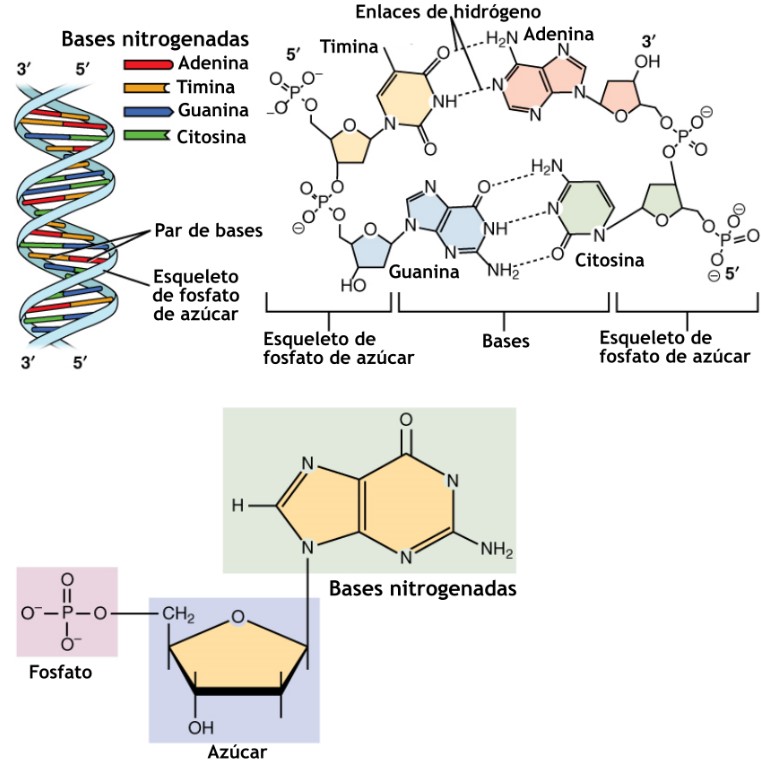 Enlaces de hidrógeno
Bases nitrogenadas
Adenina
Timina
Guanina
Citosina
3′ 5′
Par de bases
Esqueleto
de fosfato
de azúcar
3′ 5′
5′
Timina
Adenina
3′
O⁻
P
O
⁻O
O
O
O
NH
N
O
H₂N
N
N
N
N
OH
O
O
O
⊖
P
O
O
O
O⊖
P
O
O
O
HO
N
N
O
NH
N
NH₂
Guanina
H₂N
N
O
N
Citosina
O
O
O⊖
P
O
O
⊖ 5′
Esqueleto de
fosfato de azúcar
Bases
Esqueleto de
fosfato de azúcar
O
N
N
H
N
N
NH₂
Bases nitrogenadas
O
O⁻ P O
O⁻
Fosfato
CH₂
O
OH
Azúcar